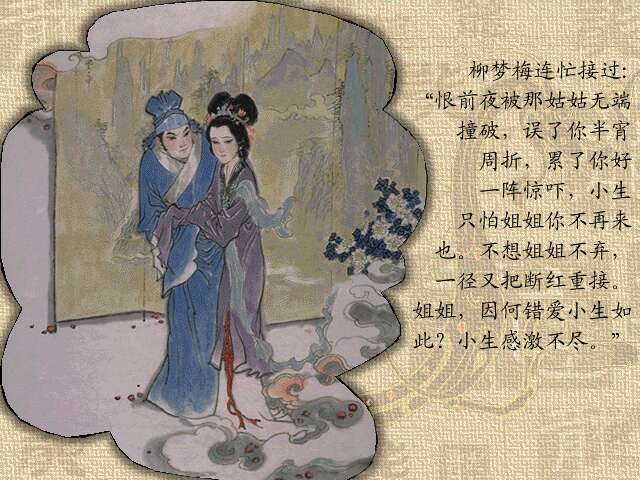 柳梦梅连忙接过:
“恨前夜被那姑姑无端
撞破，误了你半宵
周折，累了你好
一阵惊吓，小生
只怕姐姐你不再来
也。不想姐姐不弃，
一径又把断红重接。
姐姐，因何错爱小生如
此？小生感激不尽。”